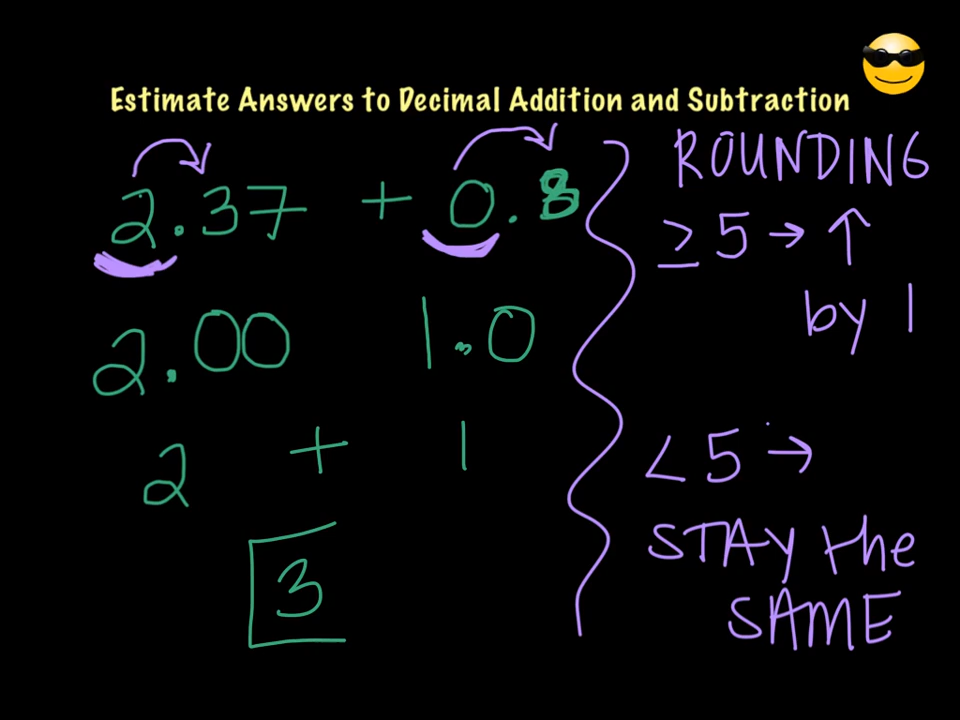 Estimate Answers to Decimal Addition and Subtraction
2.37 + 0.8
2.00 1.0
2 + 1
3
ROUNDING
≥5 → ↑
by 1
<5 →
STAY the
SAME